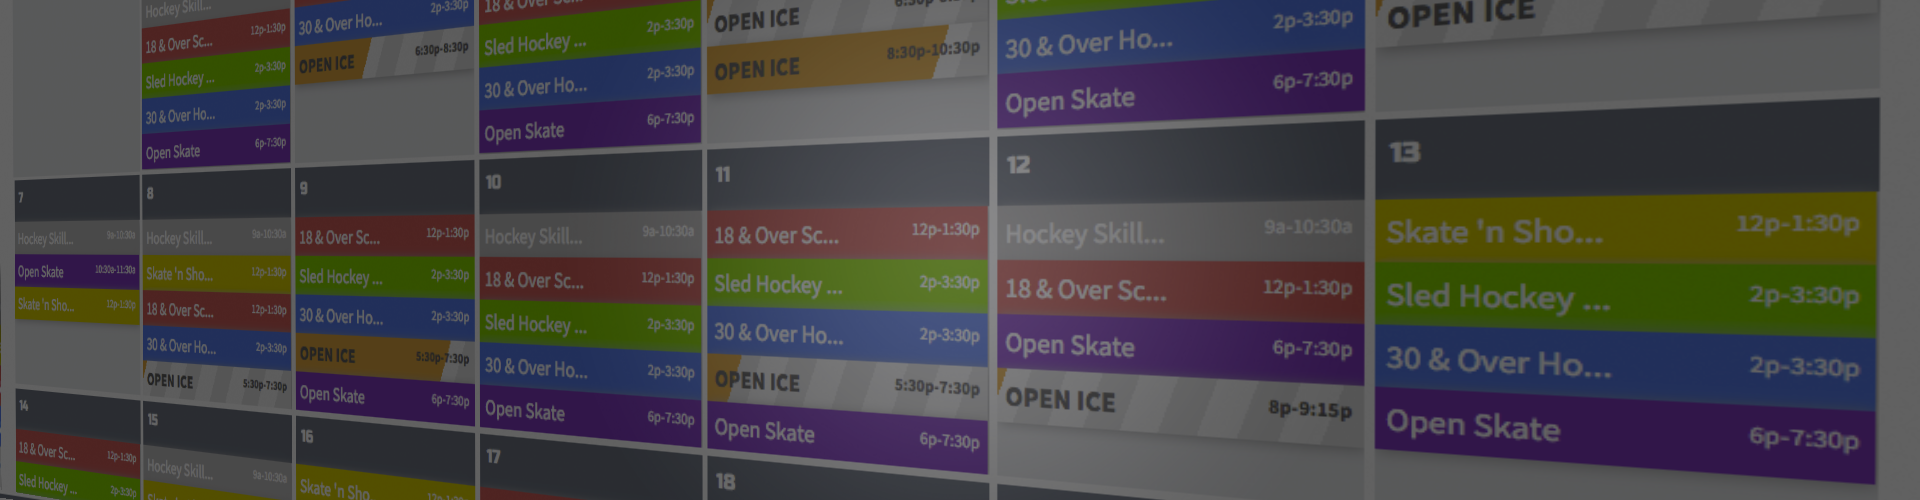 Hockey Skill...
18 & Over Sc... 12p-1:30p
Sled Hockey ... 2p-3:30p
30 & Over Ho... 2p-3:30p
Open Skate 6p-7:30p
30 & Over Ho... 2p-3:30p
OPEN ICE 6:30p-8:30p
18 & Over Sc...
Sled Hockey ... 2p-3:30p
30 & Over Ho... 2p-3:30p
Open Skate 6p-7:30p
OPEN ICE
OPEN ICE 8:30p-10:30p
30 & Over Ho... 2p-3:30p
Open Skate 6p-7:30p
OPEN ICE
7
Hockey Skill... 9a-10:30a
Open Skate 10:30a-11:30a
Skate 'n Sho... 12p-1:30p
8
Hockey Skill... 9a-10:30a
Skate 'n Sho... 12p-1:30p
18 & Over Sc... 12p-1:30p
30 & Over Ho... 2p-3:30p
OPEN ICE 5:30p-7:30p
9
18 & Over Sc... 12p-1:30p
Sled Hockey ... 2p-3:30p
30 & Over Ho... 2p-3:30p
OPEN ICE 5:30p-7:30p
Open Skate 6p-7:30p
10
Hockey Skill... 9a-10:30a
18 & Over Sc... 12p-1:30p
Sled Hockey ... 2p-3:30p
30 & Over Ho... 2p-3:30p
Open Skate 6p-7:30p
11
18 & Over Sc... 12p-1:30p
Sled Hockey ... 2p-3:30p
30 & Over Ho... 2p-3:30p
OPEN ICE 5:30p-7:30p
Open Skate 6p-7:30p
12
Hockey Skill... 9a-10:30a
18 & Over Sc... 12p-1:30p
Open Skate 6p-7:30p
OPEN ICE 8p-9:15p
13
Skate 'n Sho... 12p-1:30p
Sled Hockey ... 2p-3:30p
30 & Over Ho... 2p-3:30p
Open Skate 6p-7:30p
14
18 & Over Sc... 12p-1:30p
Sled Hockey ... 2p-3:30p
15
Hockey Skill... 9a-10:30a
16
Skate 'n Sho
17
18